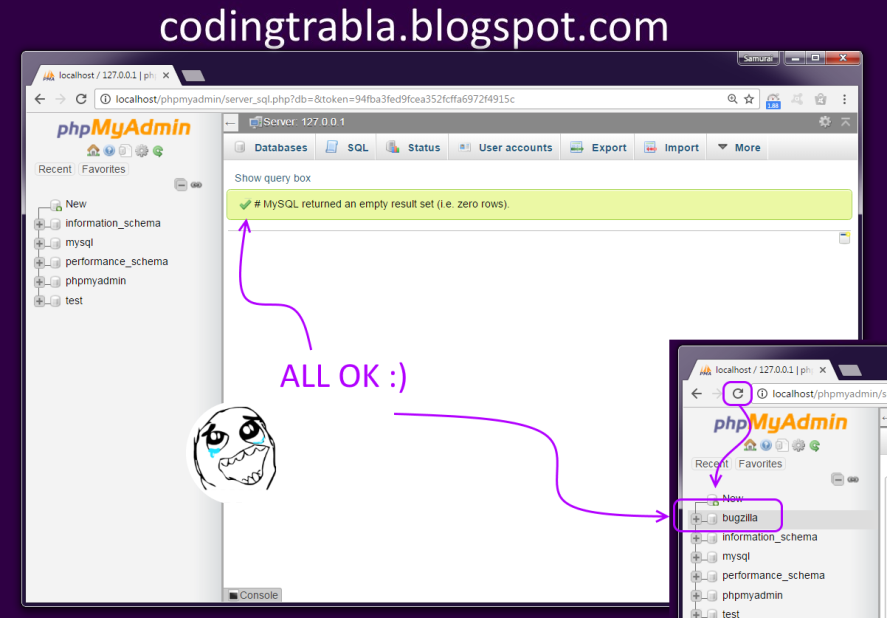 codingtrabla.blogspot.com
Samurai
localhost / 127.0.0.1 | ph
localhost/phpmyadmin/server_sql.php?db=&token=94fba3fed9fcea352fcffa6972f4915c
1.88
phpMyAdmin
Recent Favorites
New
information_schema
mysql
performance_schema
phpmyadmin
test
Server: 127.0.0.1
Databases SQL Status User accounts Export Import More
Show query box
# MySQL returned an empty result set (i.e. zero rows).
ALL OK :)
Console
localhost / 127.0.0.1 | ph
localhost/phpmyadmin/s
phpMyAdmin
Recent Favorites
New
bugzilla
information_schema
mysql
performance_schema
phpmyadmin
test